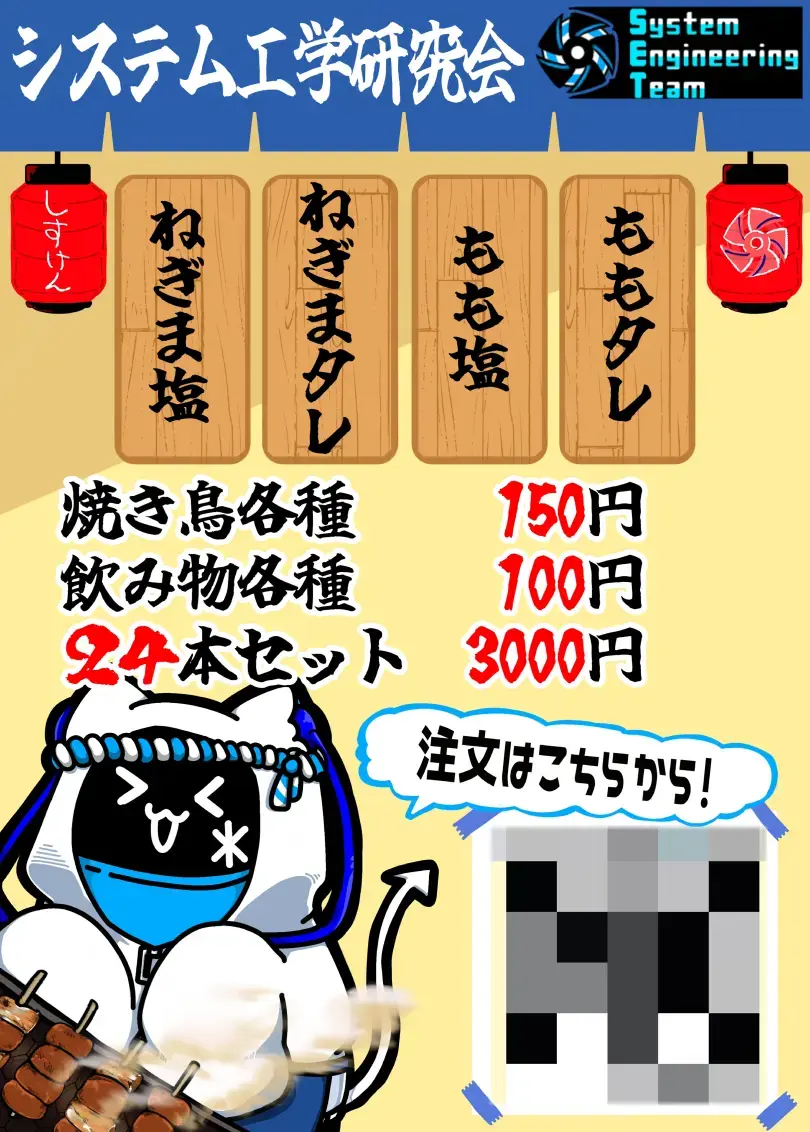 システム工学研究会
System
Engineering
Team
しすけん
ねぎま塩
ねぎまタレ
もも塩
ももタレ
焼き鳥各種 150円
飲み物各種 100円
24本セット 3000円
注文はこちらから!